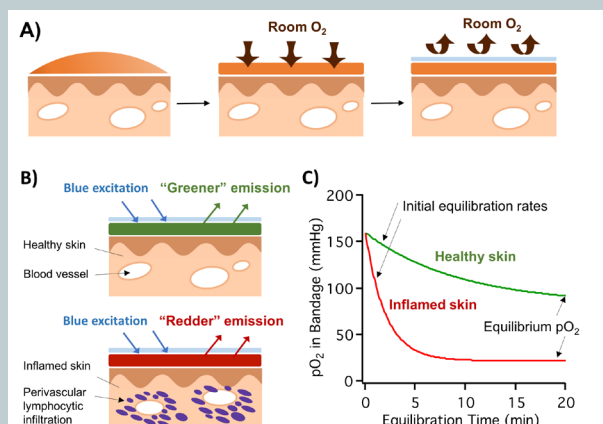 A)
Room O₂
Room O₂
B)
Blue excitation
“Greener” emission
Healthy skin
Blood vessel
Blue excitation
“Redder” emission
Inflamed skin
Perivascular
lymphocytic
infiltration
C)
pO₂ in Bandage (mmHg)
200
150
100
50
0
Initial equilibration rates
Healthy skin
Inflamed skin
Equilibrium pO₂
0
5
10
15
20
Equilibration Time (min)